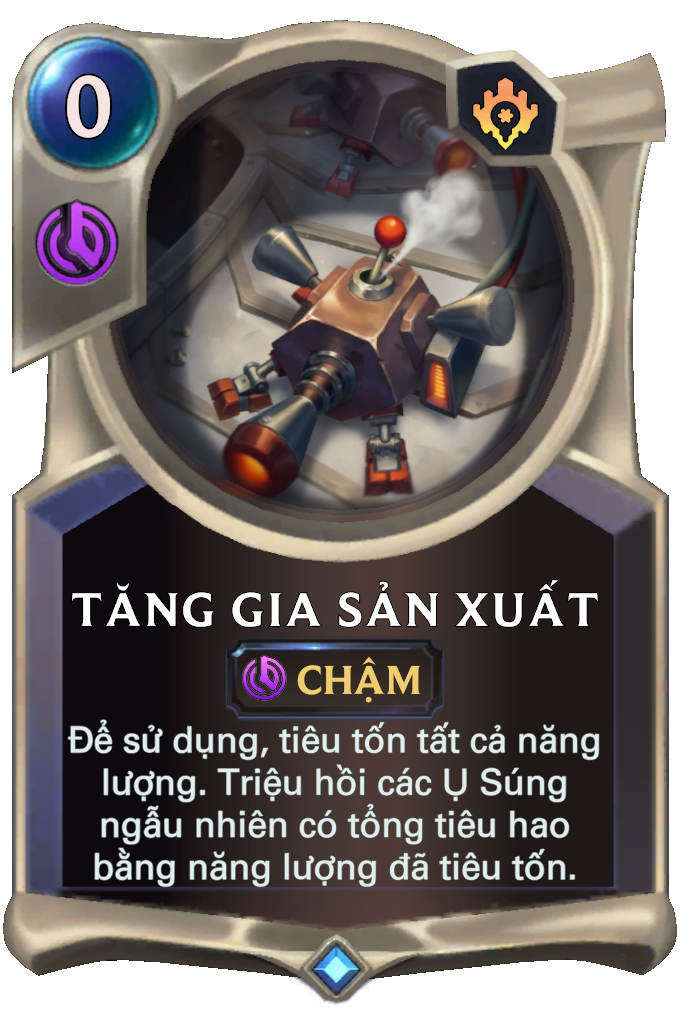 0
TĂNG GIA SẢN XUẤT
CHẬM
Để sử dụng, tiêu tốn tất cả năng
lượng. Triệu hồi các Ụ Súng
ngẫu nhiên có tổng tiêu hao
bằng năng lượng đã tiêu tốn.